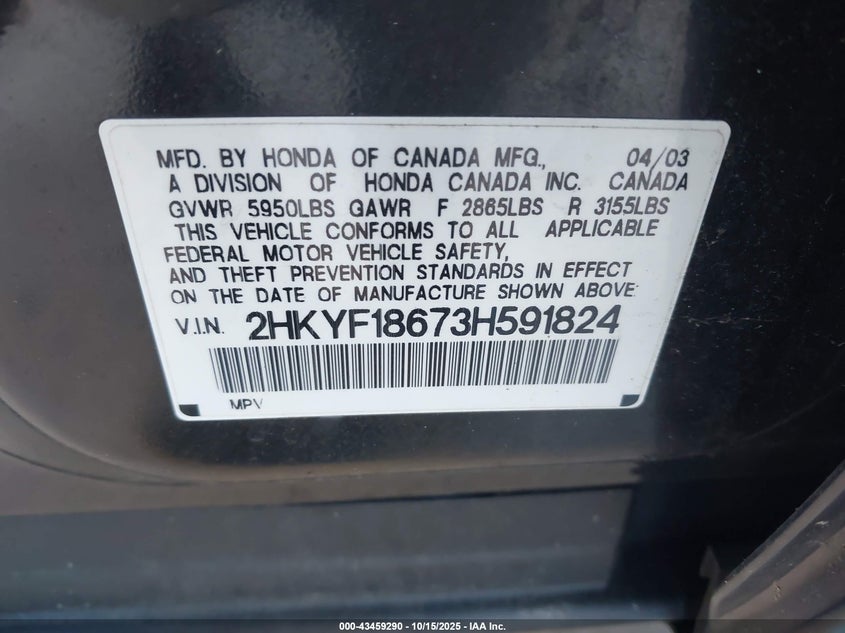 MFD. BY HONDA OF CANADA MFG., 04/03
A DIVISION OF HONDA CANADA INC. CANADA
GVWR 5950LBS GAWR F 2865LBS R 3155LBS
THIS VEHICLE CONFORMS TO ALL APPLICABLE
FEDERAL MOTOR VEHICLE SAFETY,
AND THEFT PREVENTION STANDARDS IN EFFECT
ON THE DATE OF MANUFACTURE SHOWN ABOVE.
V.I.N. 2HKYF18673H591824
MPV
000-43459290 - 10/15/2025 - IAA Inc.